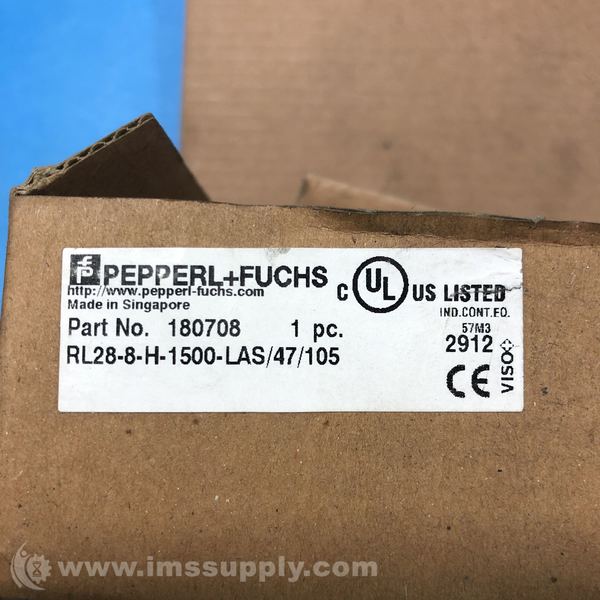 PEPPERL+FUCHS
http://www.pepperl-fuchs.com
Made in Singapore
Part No. 180708 1 pc.
RL28-8-H-1500-LAS/47/105
C UL US LISTED
IND.CONT.EQ.
57M3
2912
CE
VISO
www.imssupply.com